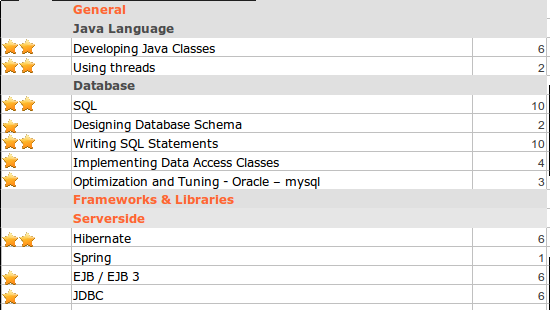 General
Java Language
Developing Java Classes 6
Using threads 2
Database
SQL 10
Designing Database Schema 2
Writing SQL Statements 10
Implementing Data Access Classes 4
Optimization and Tuning - Oracle – mysql 3
Frameworks & Libraries
Serverside
Hibernate 6
Spring 1
EJB / EJB 3 6
JDBC 6